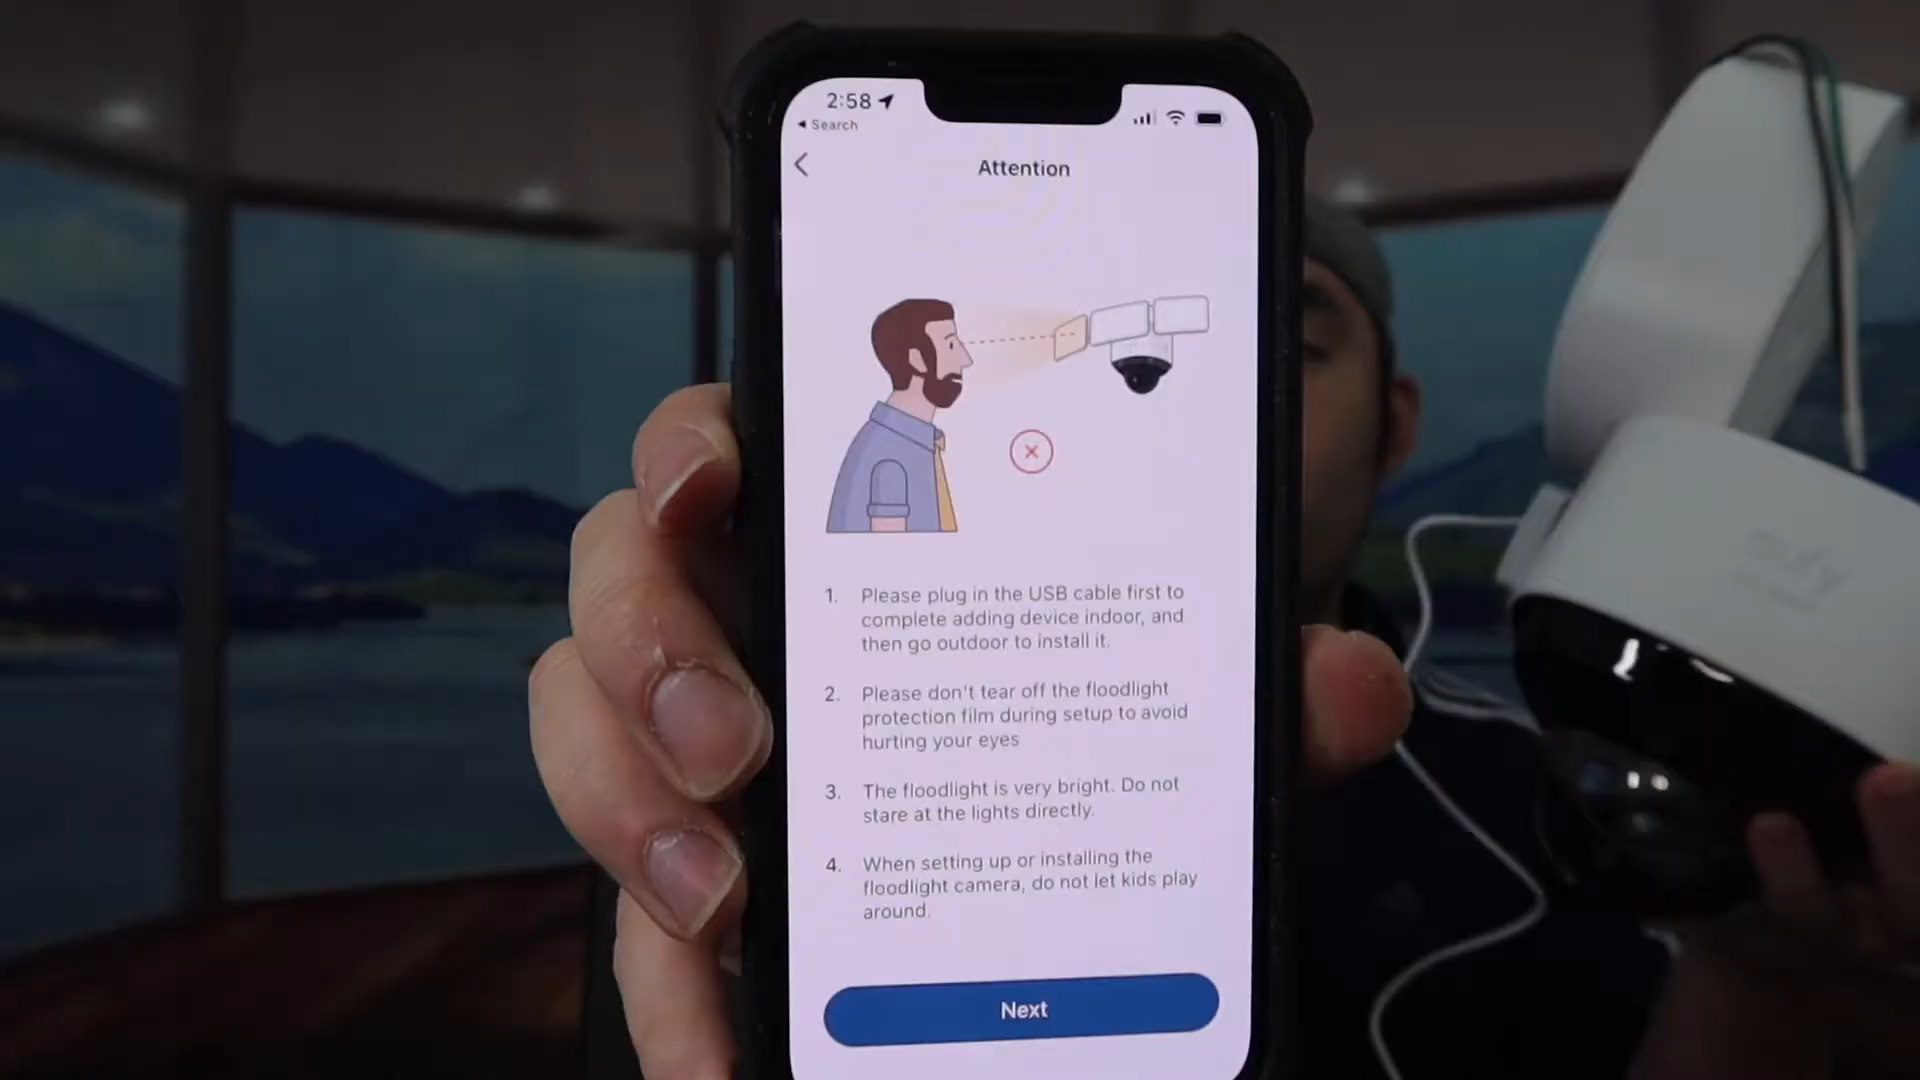 2:58
Search
Attention
1. Please plug in the USB cable first to
complete adding device indoor, and
then go outdoor to install it.
2. Please don't tear off the floodlight
protection film during setup to avoid
hurting your eyes
3. The floodlight is very bright. Do not
stare at the lights directly.
4. When setting up or installing the
floodlight camera, do not let kids play
around.
Next
eufy